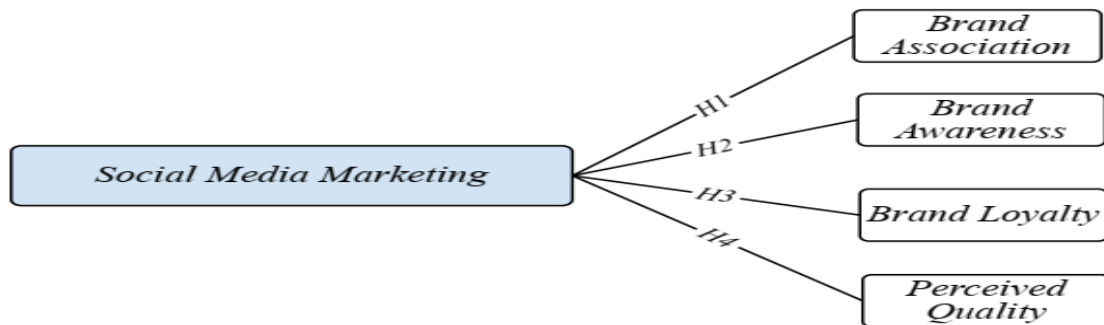 Brand
Association
H1
Brand
Awareness
H2
Social Media Marketing
H3
Brand Loyalty
H4
Perceived
Quality